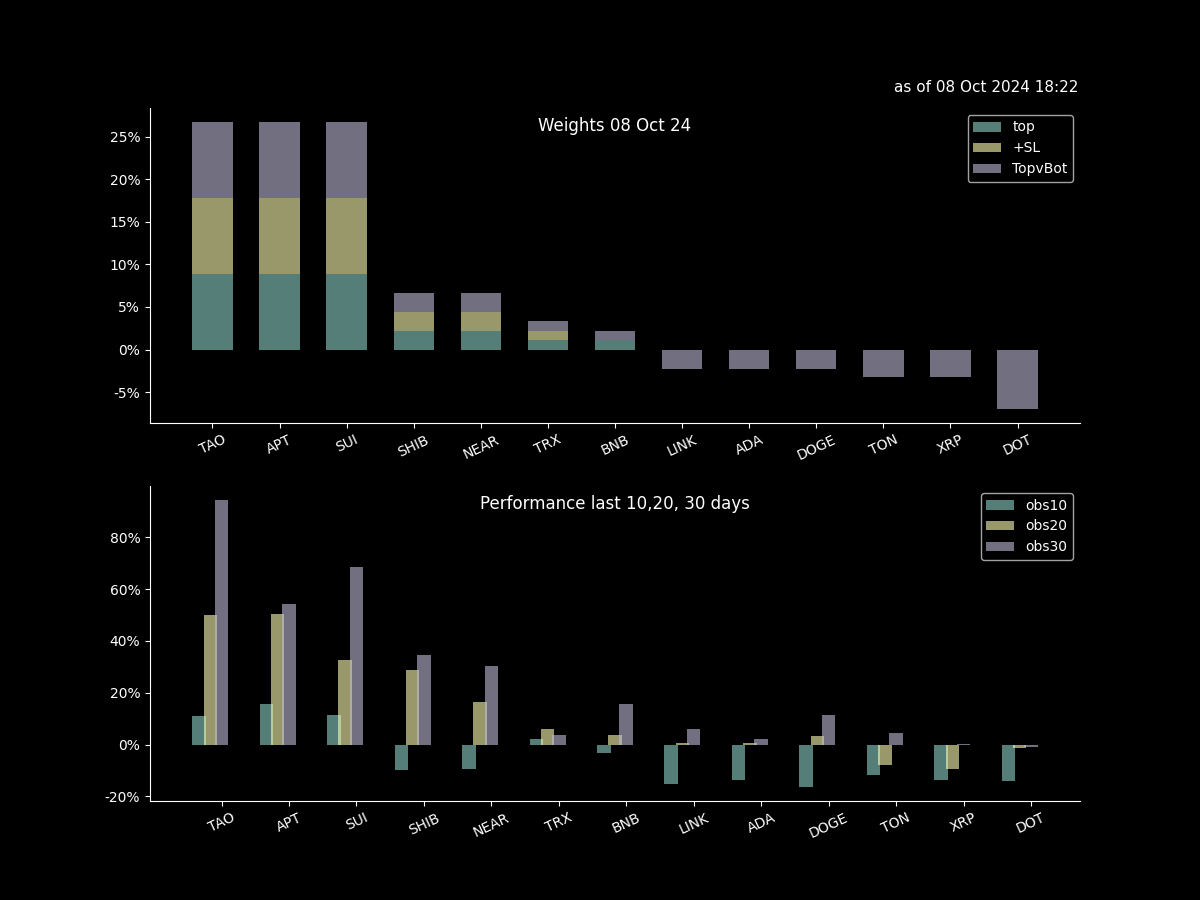 as of 08 Oct 2024 18:22
Weights 08 Oct 24
top
+SL
TopvBot
25%
20%
15%
10%
5%
0%
-5%
TAO APT SUI SHIB NEAR TRX BNB LINK ADA DOGE TON XRP DOT
Performance last 10,20, 30 days
obs10
obs20
obs30
80%
60%
40%
20%
0%
-20%
TAO APT SUI SHIB NEAR TRX BNB LINK ADA DOGE TON XRP DOT